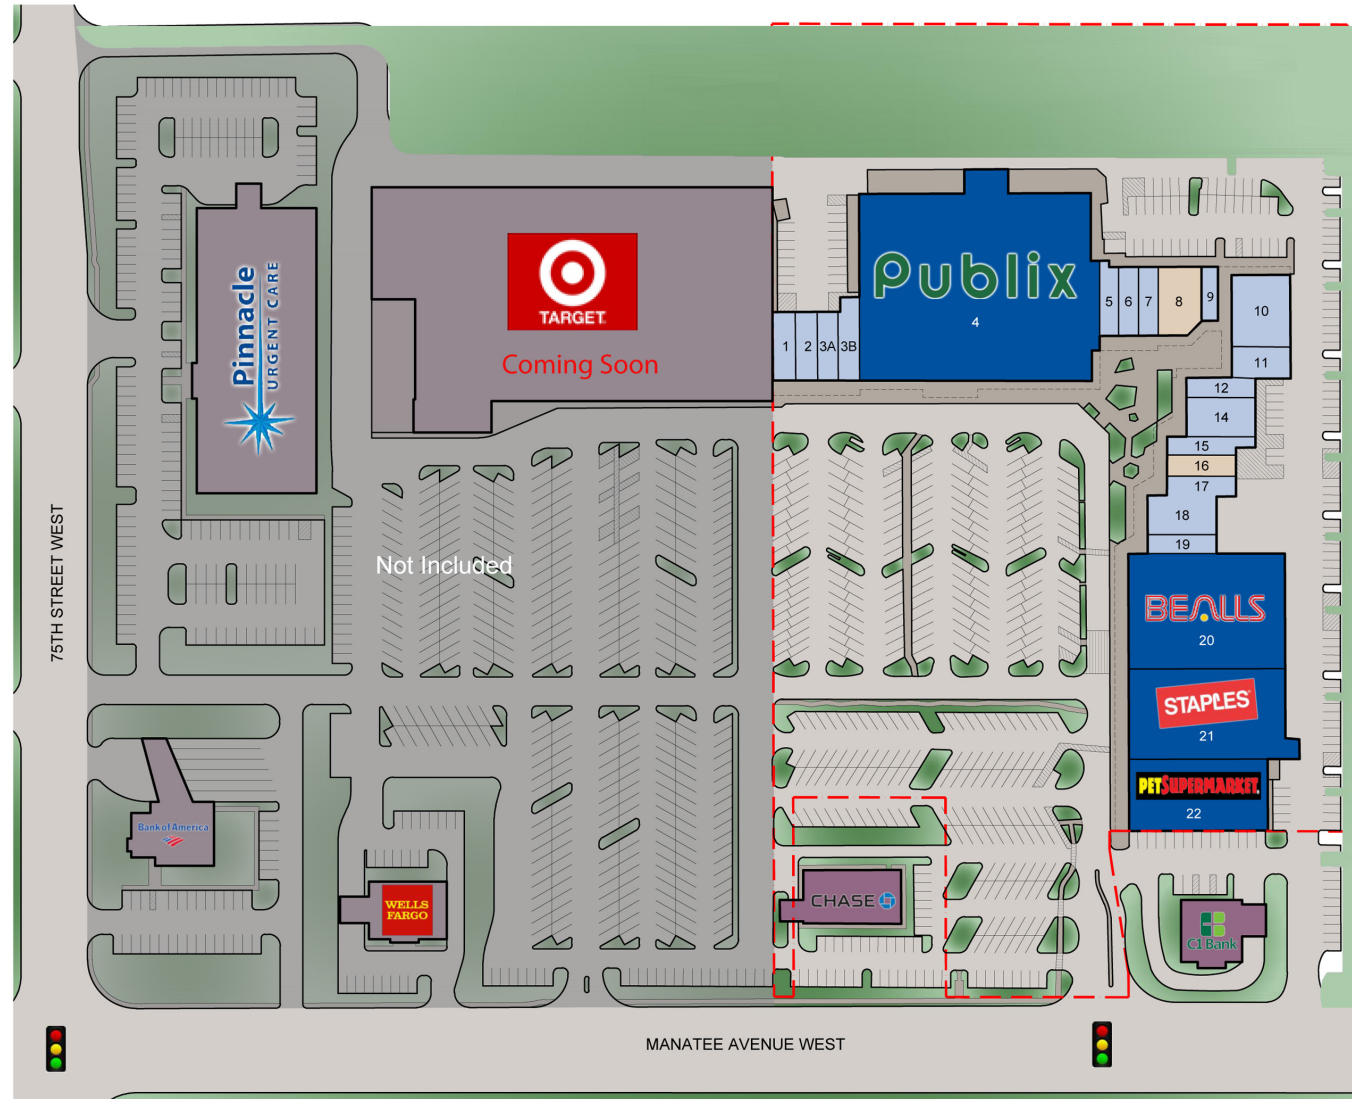 Pinnacle
URGENT CARE
TARGET
Coming Soon
Publix
4
1
2
3A
3B
5
6
7
8
9
10
11
12
14
15
16
17
18
19
Not Included
75TH STREET WEST
BEALLS
20
STAPLES
21
PETSUPERMARKET
22
Bank of America
WELLS
FARGO
CHASE
C1 Bank
MANATEE AVENUE WEST